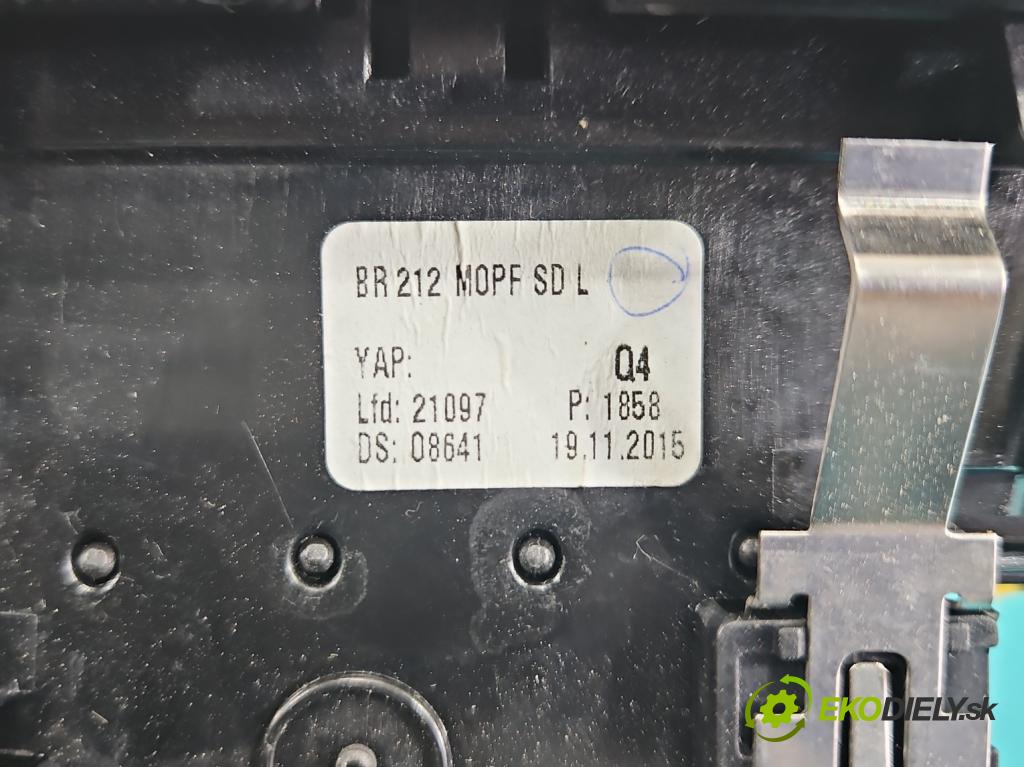 BR 212 MOPF SD L
YAP: Q4
Lfd: 21097 P: 1858
DS: 08641 19.11.2015
EKODIELY.sk